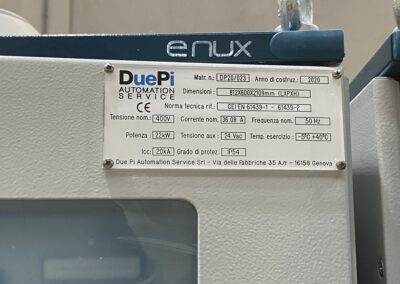 enux
DuePi
AUTOMATION
SERVICE
CE
Matr. n.: DP20/023 Anno di costruz.: 2020
Dimensioni: 812X600X2109mm (LXPXH)
Norma tecnica rif.: CEI EN 61439-1 - 61439-2
Tensione nom.: 400V Corrente nom.: 36.08 A Frequenza nom.: 50 Hz
Potenza: 22kW Tensione aux: 24 Vac Temp. esercizio: -5°C +40°C
Icc: 20kA Grado di protez.: IP54
Due Pi Automation Service Srl - Via delle Fabbriche 35 A/r - 16158 Genova